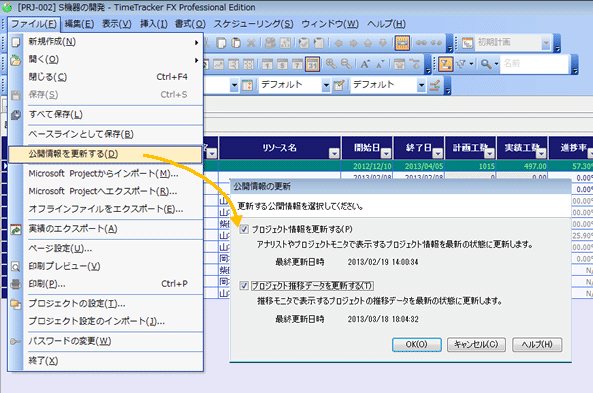 [PRJ-002] S機器の開発 - TimeTracker FX Professional Edition
ファイル(F) 編集(E) 表示(V) 挿入(I) 書式(O) スケジューリング(S) ウィンドウ(W) ヘルプ(H)
新規作成(N)
開く(O)
閉じる(C) Ctrl+F4
保存(S) Ctrl+S
すべて保存(L)
ベースラインとして保存(B)
公開情報を更新する(D)
Microsoft Projectからインポート(M)...
Microsoft Projectへエクスポート(R)...
オフラインファイルをエクスポート(E)...
実績のエクスポート(A)
ページ設定(U)...
印刷プレビュー(V)
印刷(P)... Ctrl+P
プロジェクトの設定(T)...
プロジェクト設定のインポート(J)...
パスワードの変更(W)
終了(X)
初期計画
31
名前
デフォルト デフォルト
リソース名 開始日 終了日 計画工数 実績工数 進捗率
2012/12/10 2013/04/05 1015 497.00 57.30%
公開情報の更新
更新する公開情報を選択してください。
プロジェクト情報を更新する(P)
アナリストやプロジェクトモニタで表示するプロジェクト情報を最新の状態に更新します。
最終更新日時 2013/02/19 14:00:34
プロジェクト推移データを更新する(T)
推移モニタで表示するプロジェクトの推移データを最新の状態に更新します。
最終更新日時 2013/03/18 18:04:32
OK(O) キャンセル(C) ヘルプ(H)